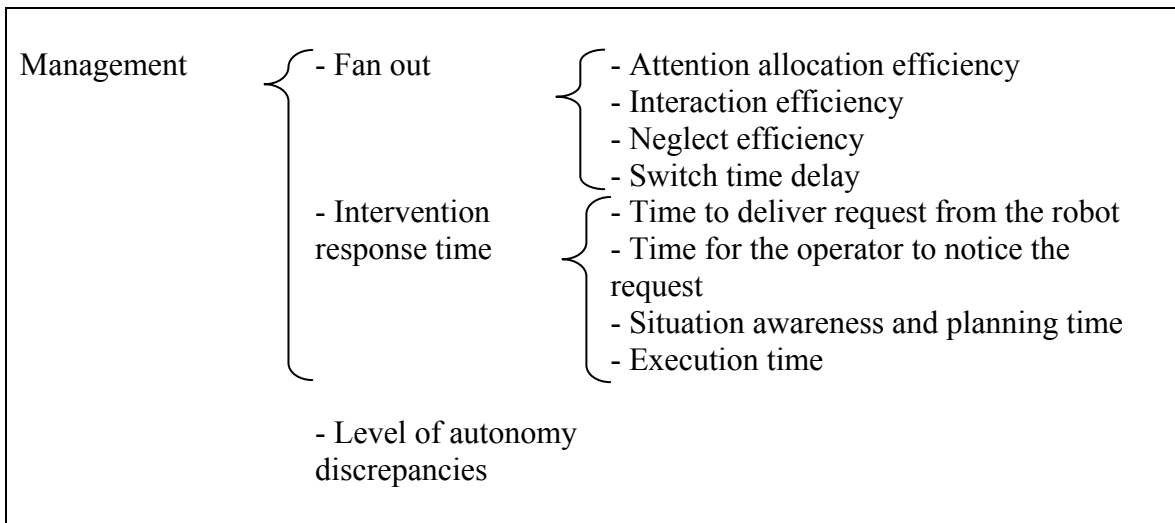 Management
- Fan out
- Attention allocation efficiency
- Interaction efficiency
- Neglect efficiency
- Switch time delay
- Intervention
response time
- Time to deliver request from the robot
- Time for the operator to notice the
request
- Situation awareness and planning time
- Execution time
- Level of autonomy
discrepancies